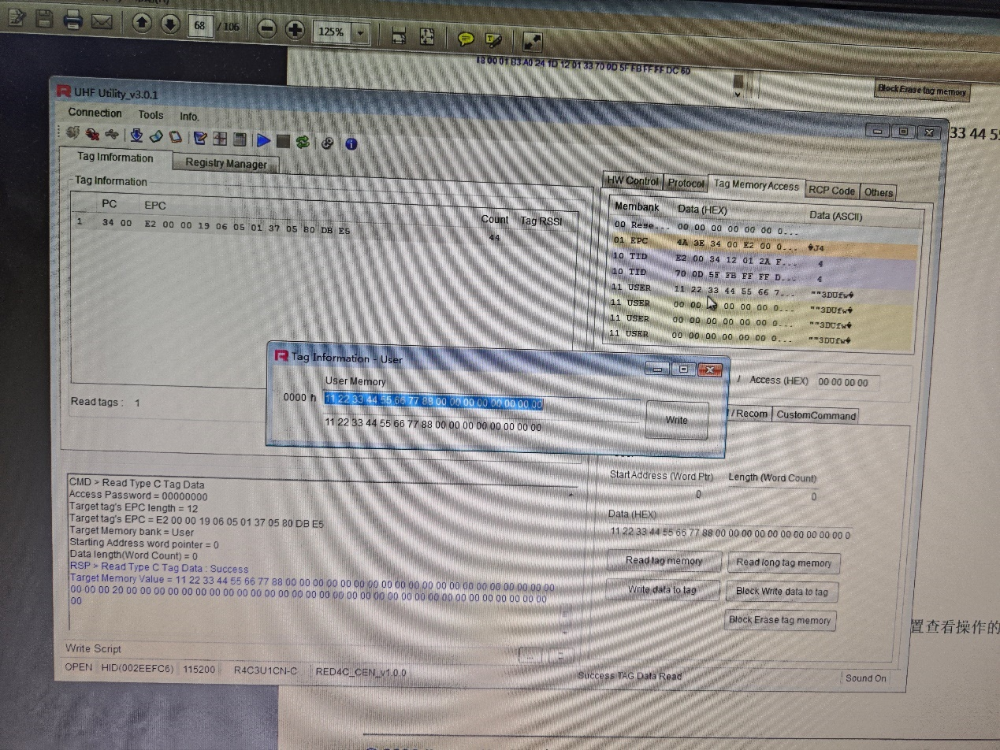 68 / 106
125%
18 00 01 B3 A0 24 1D 12 01 33 70 0D 5F FB FF FF DC 60
Block Erase tag memory
33 44 55
UHF Utility_v3.0.1
Connection Tools Info.
Tag Imformation Registry Manager
Tag Information
PC EPC Count Tag RSSI
1 34 00 E2 00 00 19 06 05 01 37 05 80 DB E5 44
Read tags : 1
HW Control Protocol Tag Memory Access RCP Code Others
Membank Data (HEX) Data (ASCII)
00 Rese... 00 00 00 00 00 00 0...
01 EPC 4A 3E 34 00 E2 00 0... �J4
10 TID E2 00 34 12 01 2A F... 4
10 TID 70 0D 5F FB FF FF D... 4
11 USER 11 22 33 44 55 66 7... ""3DUfw�
11 USER 00 00 00 00 00 00 0... ""3DUfw�
11 USER 00 00 00 00 00 00 0... ""3DUfw�
11 USER 00 00 00 00 00 00 0... ""3DUfw�
Tag Information - User
User Memory
0000 h 11 22 33 44 55 66 77 88 00 00 00 00 00 00 00 00
11 22 33 44 55 66 77 88 00 00 00 00 00 00 00 00
Write
/ Access (HEX) 00 00 00 00
/ Recom CustomCommand
Start Address (Word Ptr) Length (Word Count)
0 0
Data (HEX)
11 22 33 44 55 66 77 88 00 00 00 00 00 00 00 00 00 0
Read tag memory Read long tag memory
Write data to tag Block Write data to tag
Block Erase tag memory
CMD > Read Type C Tag Data
Access Password = 00000000
Target tag's EPC length = 12
Target tag's EPC = E2 00 00 19 06 05 01 37 05 80 DB E5
Target Memory bank = User
Starting Address word pointer = 0
Data length(Word Count) = 0
RSP > Read Type C Tag Data : Success
Target Memory Value = 11 22 33 44 55 66 77 88 00 00 00 00 00 00 00 00 00 00 00 00 00 00 00 00 00 00 00
00 00 00 20 00 00 00 00 00 00 00 00 00 00 00 00 00 00 00 00 00 00 00 00 00 00 00 00 00 00 00 00 00 00
00
Write Script
OPEN HID(002EEFC6) 115200 R4C3U1CN-C RED4C_CEN_v1.0.0 Success TAG Data Read Sound On
置查看操作的